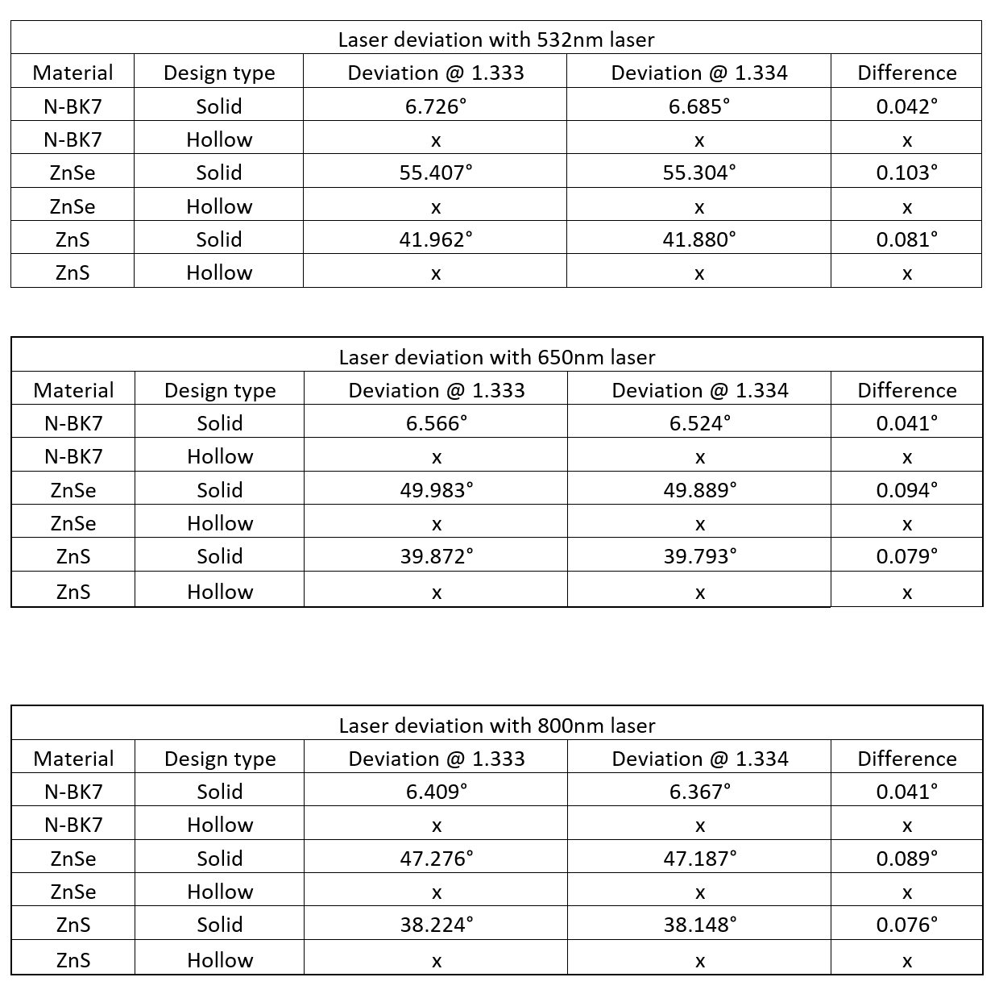 Laser deviation with 532nm laser
Material Design type Deviation @ 1.333 Deviation @ 1.334 Difference
N-BK7 Solid 6.726° 6.685° 0.042°
N-BK7 Hollow x x x
ZnSe Solid 55.407° 55.304° 0.103°
ZnSe Hollow x x x
ZnS Solid 41.962° 41.880° 0.081°
ZnS Hollow x x x
Laser deviation with 650nm laser
Material Design type Deviation @ 1.333 Deviation @ 1.334 Difference
N-BK7 Solid 6.566° 6.524° 0.041°
N-BK7 Hollow x x x
ZnSe Solid 49.983° 49.889° 0.094°
ZnSe Hollow x x x
ZnS Solid 39.872° 39.793° 0.079°
ZnS Hollow x x x
Laser deviation with 800nm laser
Material Design type Deviation @ 1.333 Deviation @ 1.334 Difference
N-BK7 Solid 6.409° 6.367° 0.041°
N-BK7 Hollow x x x
ZnSe Solid 47.276° 47.187° 0.089°
ZnSe Hollow x x x
ZnS Solid 38.224° 38.148° 0.076°
ZnS Hollow x x x